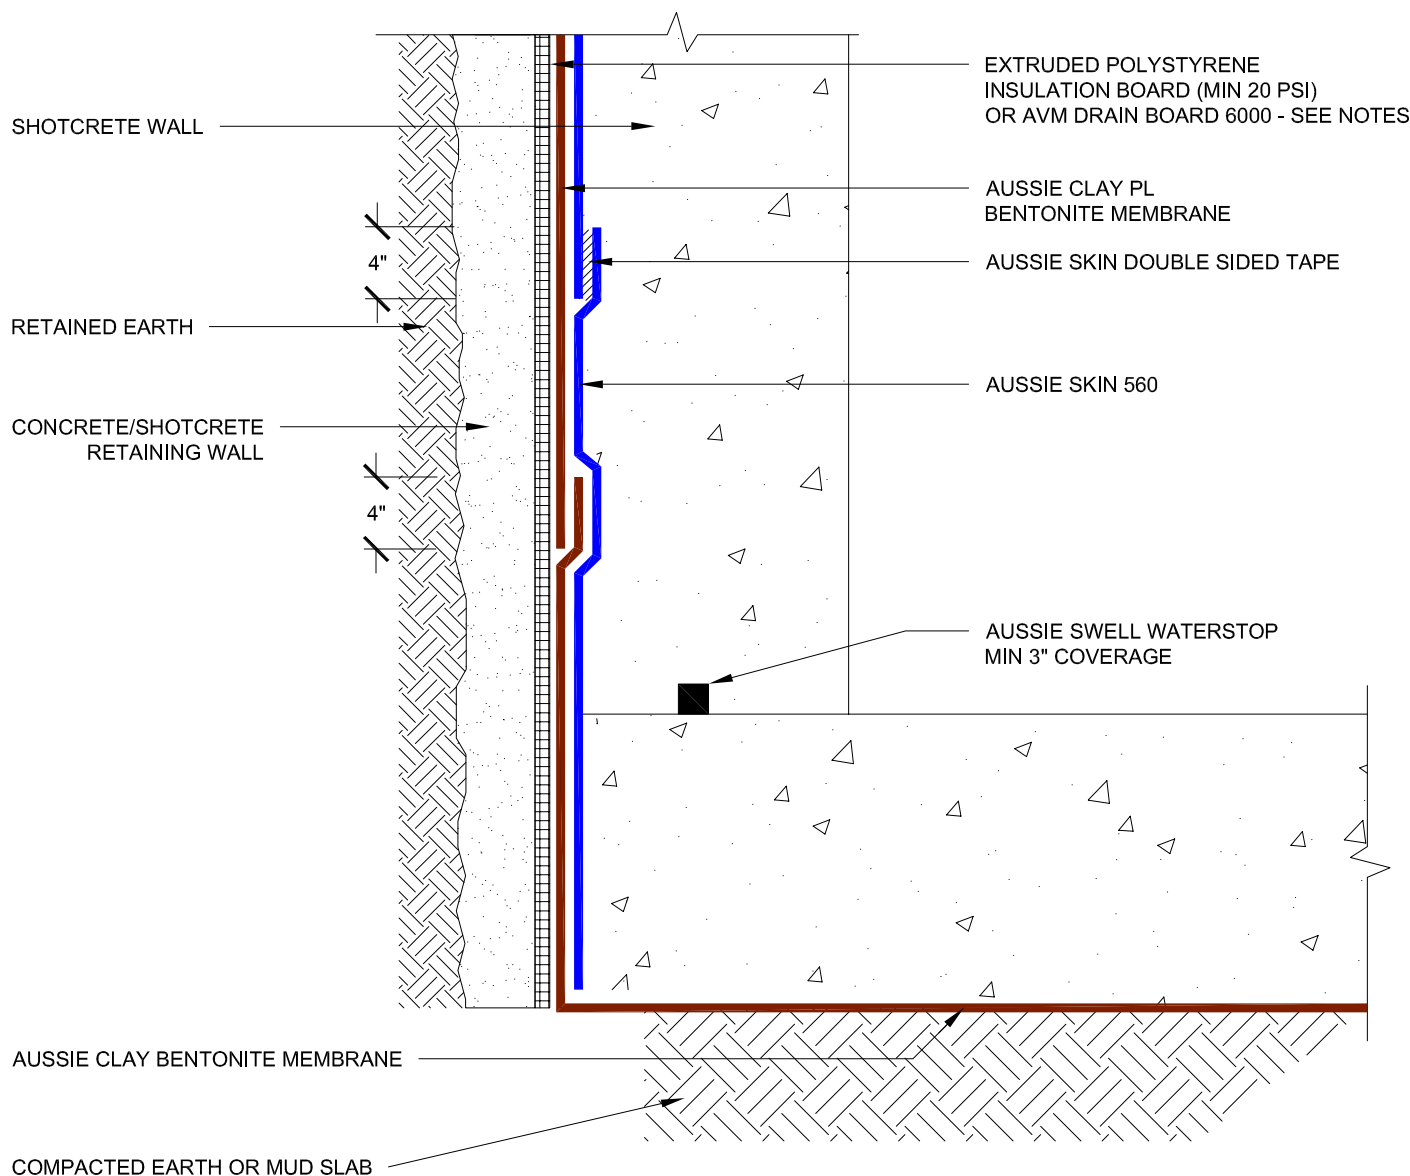 EXTRUDED POLYSTYRENE
INSULATION BOARD (MIN 20 PSI)
OR AVM DRAIN BOARD 6000 - SEE NOTES
SHOTCRETE WALL
AUSSIE CLAY PL
BENTONITE MEMBRANE
4"
AUSSIE SKIN DOUBLE SIDED TAPE
RETAINED EARTH
AUSSIE SKIN 560
CONCRETE/SHOTCRETE
RETAINING WALL
4"
AUSSIE SWELL WATERSTOP
MIN 3" COVERAGE
AUSSIE CLAY BENTONITE MEMBRANE
COMPACTED EARTH OR MUD SLAB